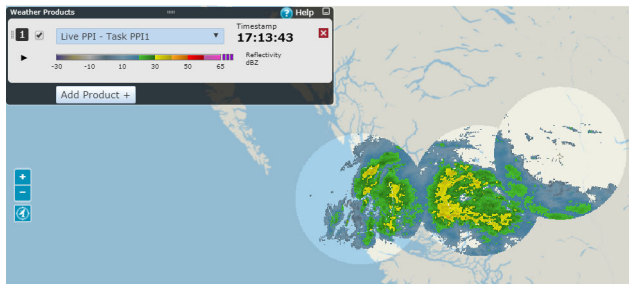 Weather Products
Help
1
Live PPI - Task PPI1
Timestamp
17:13:43
-30 -10 10 30 50 65
Reflectivity
dBZ
Add Product +
+
−